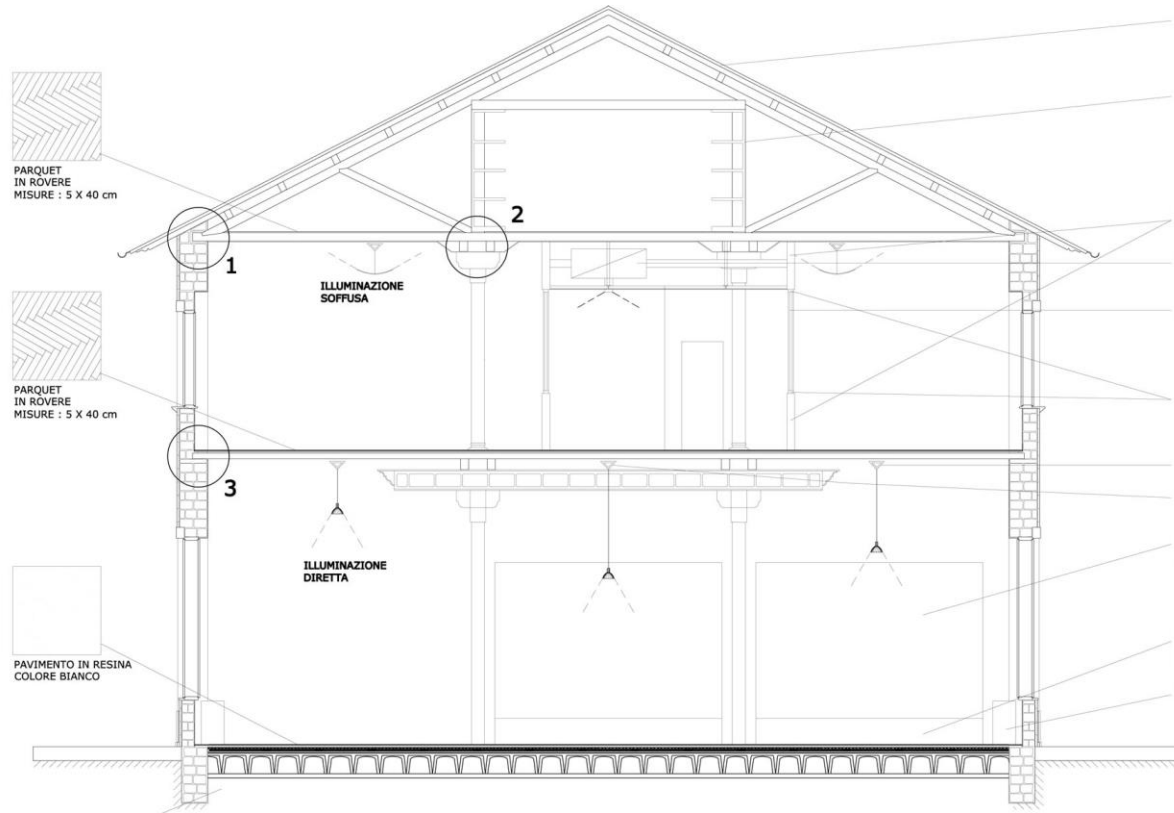 PARQUET
IN ROVERE
MISURE : 5 X 40 cm
2
1
ILLUMINAZIONE
SOFFUSA
PARQUET
IN ROVERE
MISURE : 5 X 40 cm
3
ILLUMINAZIONE
DIRETTA
PAVIMENTO IN RESINA
COLORE BIANCO